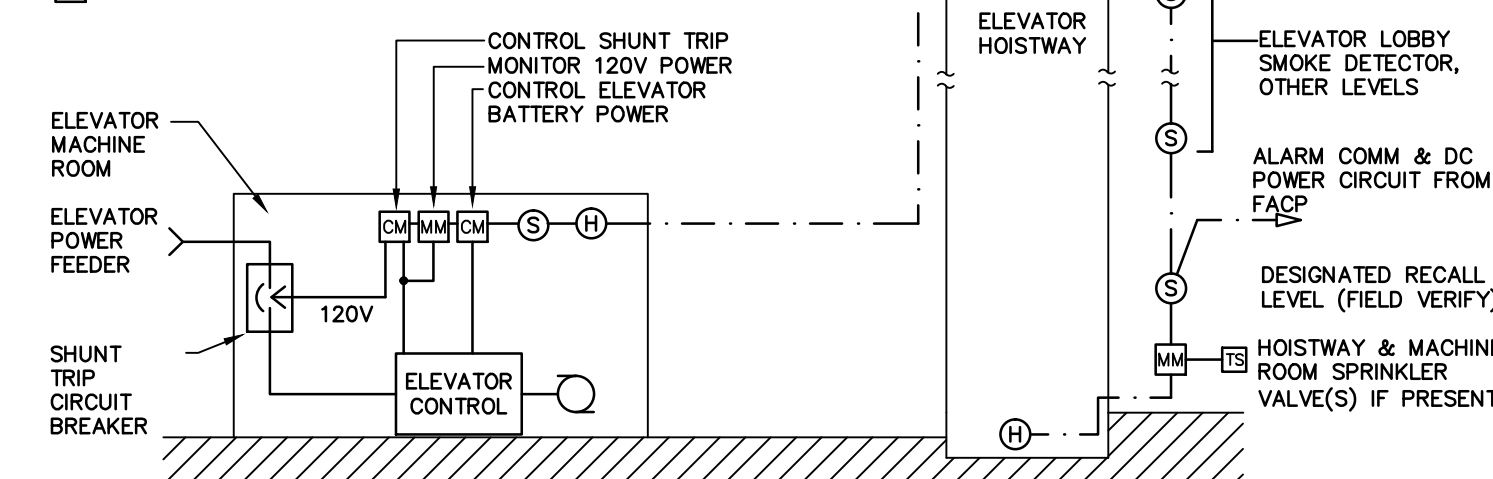 CONTROL SHUNT TRIP
MONITOR 120V POWER
CONTROL ELEVATOR
BATTERY POWER
ELEVATOR
HOISTWAY
ELEVATOR LOBBY
SMOKE DETECTOR,
OTHER LEVELS
ELEVATOR
MACHINE
ROOM
S
ALARM COMM & DC
POWER CIRCUIT FROM
FACP
ELEVATOR
POWER
FEEDER
CM MM CM S H
120V
S
DESIGNATED RECALL
LEVEL (FIELD VERIFY)
SHUNT
TRIP
CIRCUIT
BREAKER
ELEVATOR
CONTROL
MM TS
HOISTWAY & MACHINE
ROOM SPRINKLER
VALVE(S) IF PRESENT
H